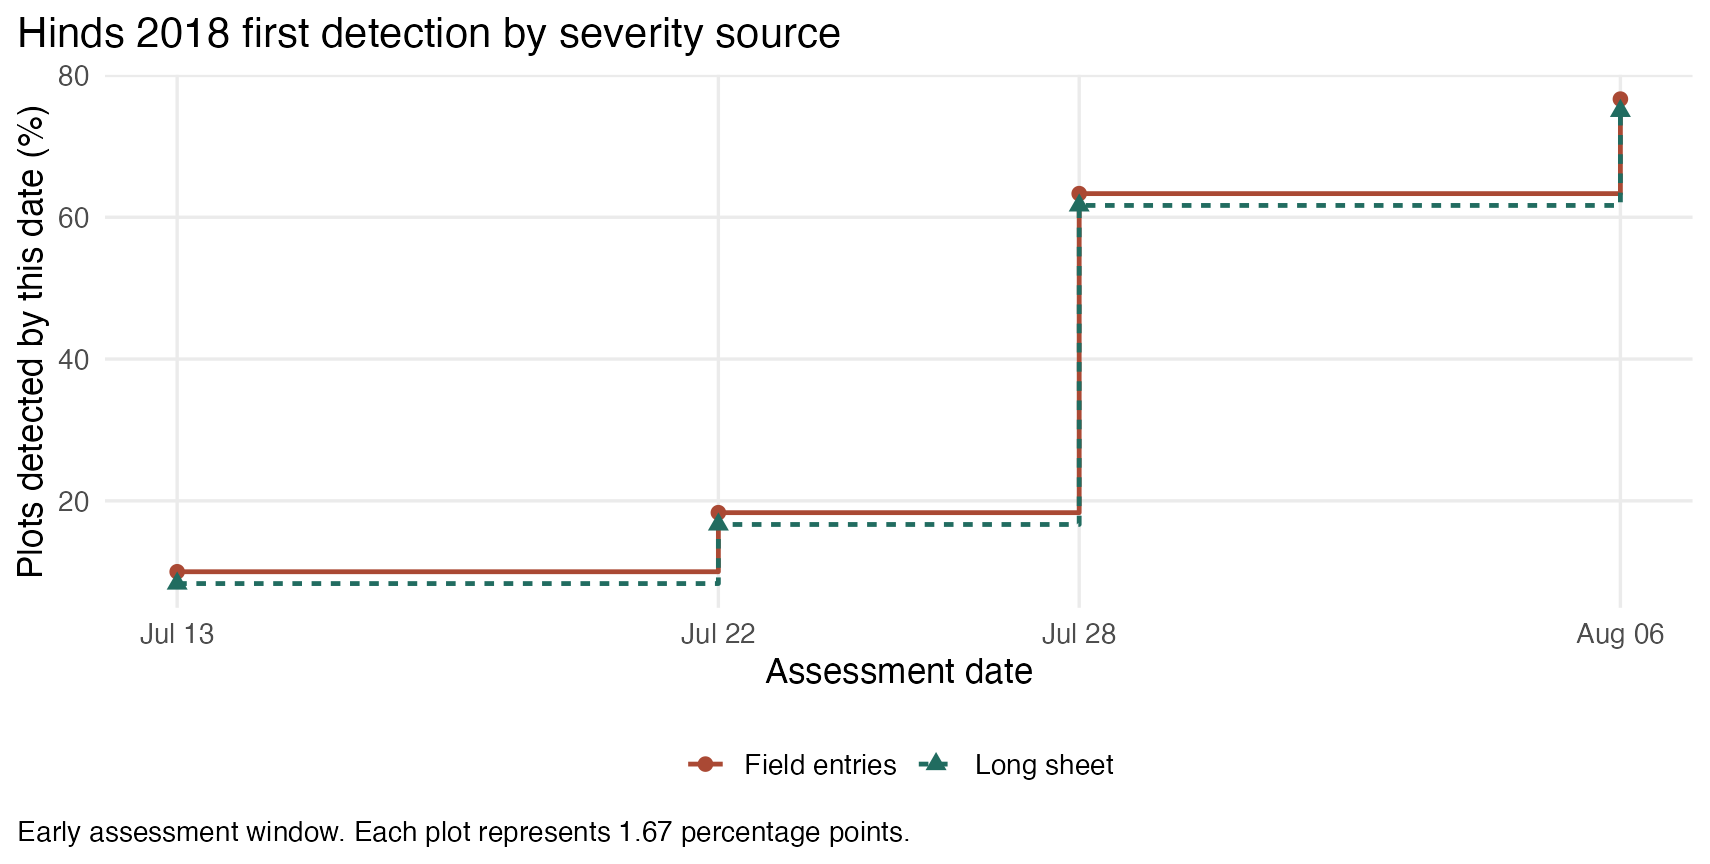 Hinds 2018 first detection by severity source
Plots detected by this date (%)
80
60
40
20
Jul 13 Jul 22 Jul 28 Aug 06
Assessment date
Field entries Long sheet
Early assessment window. Each plot represents 1.67 percentage points.